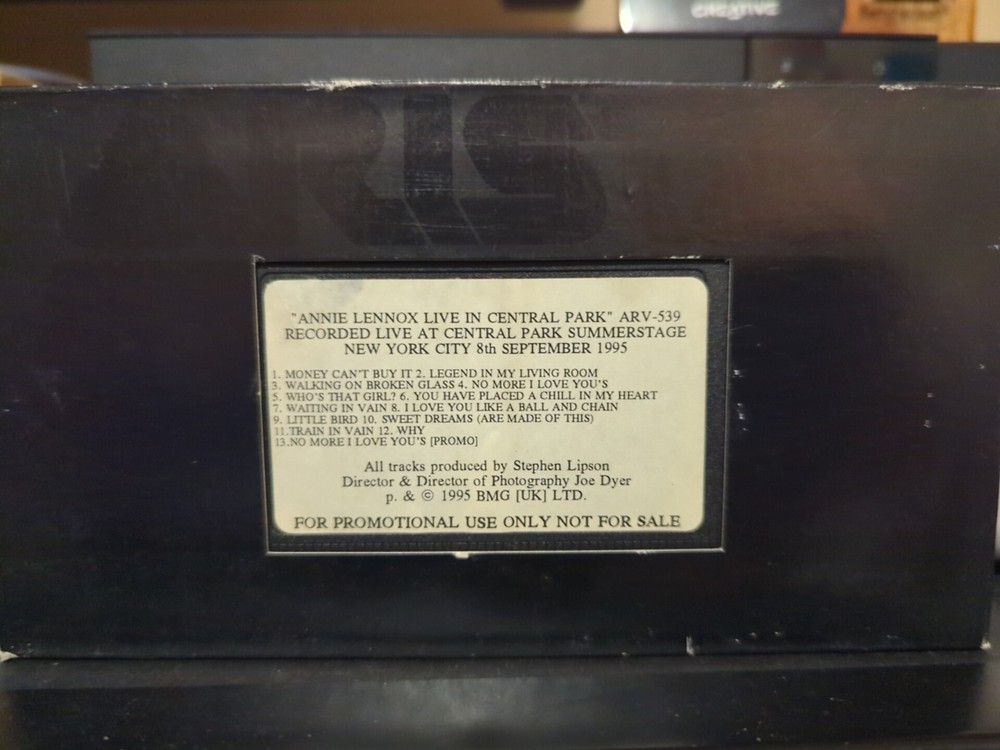 CREATIVE
ARIS
"ANNIE LENNOX LIVE IN CENTRAL PARK" ARV-539
RECORDED LIVE AT CENTRAL PARK SUMMERSTAGE
NEW YORK CITY 8th SEPTEMBER 1995
1. MONEY CAN'T BUY IT 2. LEGEND IN MY LIVING ROOM
3. WALKING ON BROKEN GLASS 4. NO MORE I LOVE YOU'S
5. WHO'S THAT GIRL? 6. YOU HAVE PLACED A CHILL IN MY HEART
7. WAITING IN VAIN 8. I LOVE YOU LIKE A BALL AND CHAIN
9. LITTLE BIRD 10. SWEET DREAMS (ARE MADE OF THIS)
11.TRAIN IN VAIN 12. WHY
13.NO MORE I LOVE YOU'S [PROMO]
All tracks produced by Stephen Lipson
Director & Director of Photography Joe Dyer
p. & © 1995 BMG [UK] LTD.
FOR PROMOTIONAL USE ONLY NOT FOR SALE